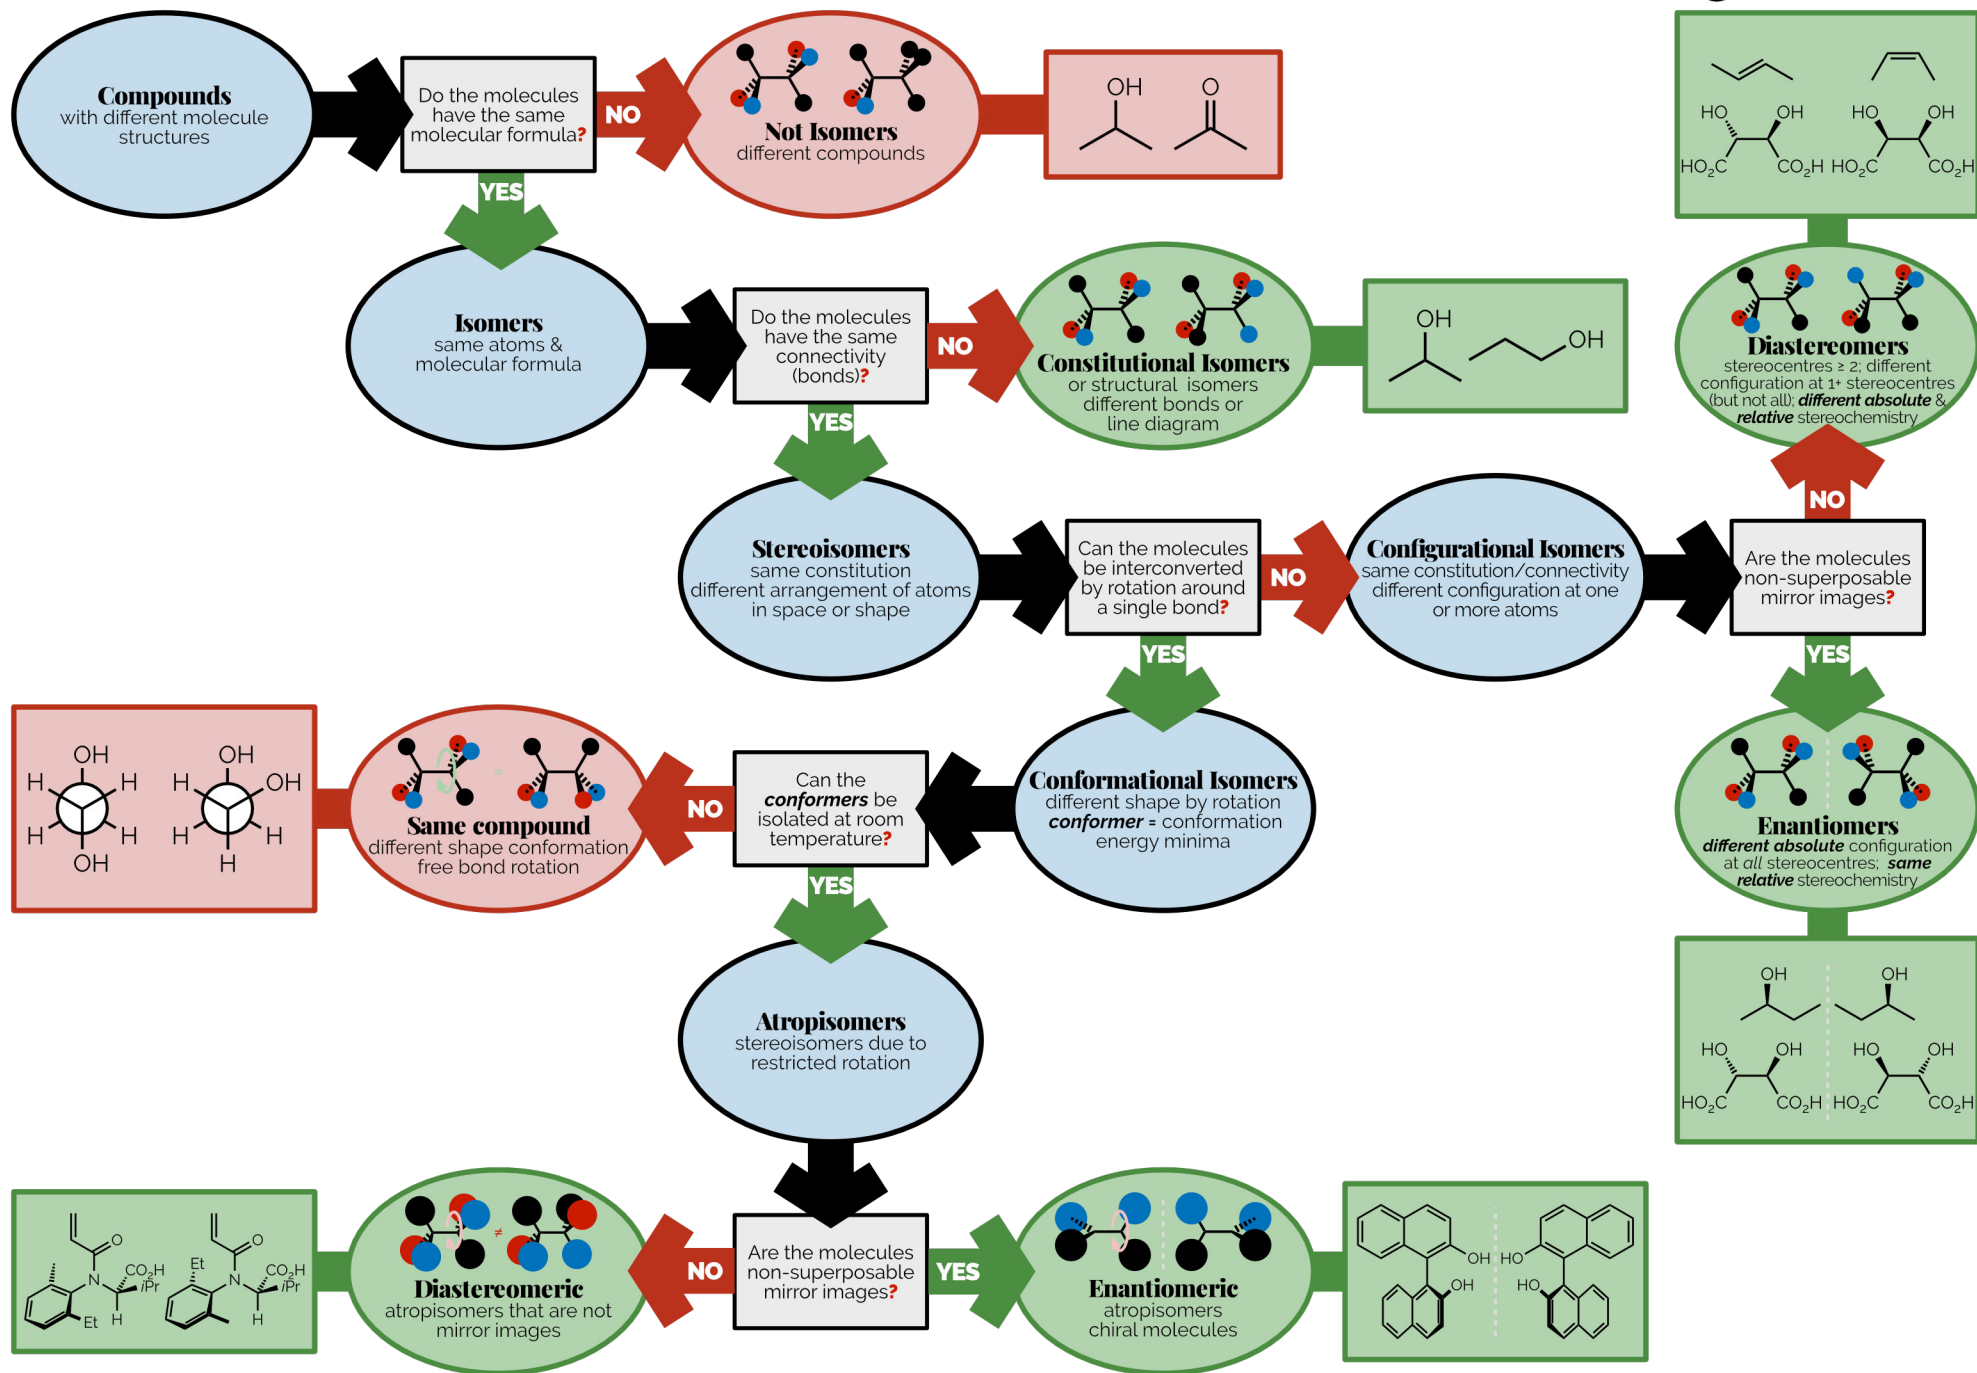 Compounds
with different molecule
structures
Do the molecules
have the same
molecular formula?
NO
Not Isomers
different compounds
OH
O
YES
Isomers
same atoms &
molecular formula
Do the molecules
have the same
connectivity
(bonds)?
NO
Constitutional Isomers
or structural isomers
different bonds or
line diagram
OH
OH
YES
Stereoisomers
same constitution
different arrangement of atoms
in space or shape
Can the molecules
be interconverted
by rotation around
a single bond?
NO
Configurational Isomers
same constitution/connectivity
different configuration at one
or more atoms
Are the molecules
non-superposable
mirror images?
NO
Diastereomers
stereocentres ≥ 2; different
configuration at 1+ stereocentres
(but not all); different absolute &
relative stereochemistry
HO OH HO OH
HO₂C CO₂H HO₂C CO₂H
YES
Enantiomers
different absolute configuration
at all stereocentres; same
relative stereochemistry
OH OH
HO OH HO OH
HO₂C CO₂H HO₂C CO₂H
YES
Conformational Isomers
different shape by rotation
conformer = conformation
energy minima
Can the
conformers be
isolated at room
temperature?
NO
=
Same compound
different shape conformation
free bond rotation
OH OH
H H H OH
H H H H
OH H
YES
Atropisomers
stereoisomers due to
restricted rotation
Are the molecules
non-superposable
mirror images?
NO
≠
Diastereomeric
atropisomers that are not
mirror images
O O
N CO₂H Et N CO₂H
iPr iPr
Et H H
YES
Enantiomeric
atropisomers
chiral molecules
OH HO
OH HO